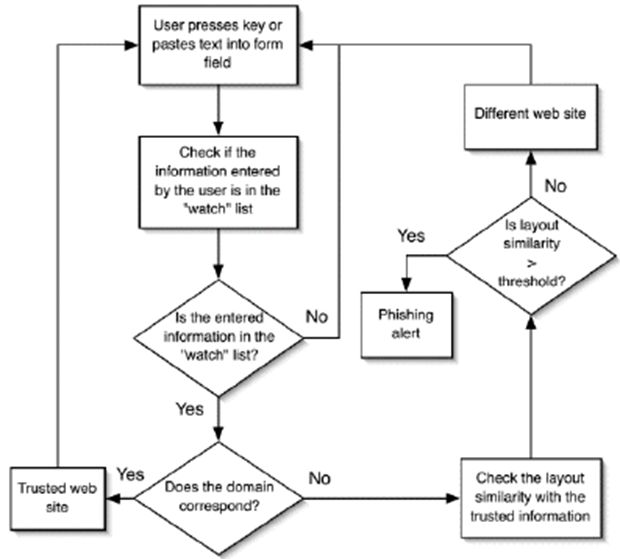 User presses key or
pastes text into form
field
Check if the
information entered
by the user is in the
"watch" list
Is the entered
information in the
"watch" list?
No
Yes
Does the domain
correspond?
Yes
Trusted web
site
No
Check the layout
similarity with the
trusted information
Is layout
similarity
>
threshold?
Yes
Phishing
alert
No
Different web site